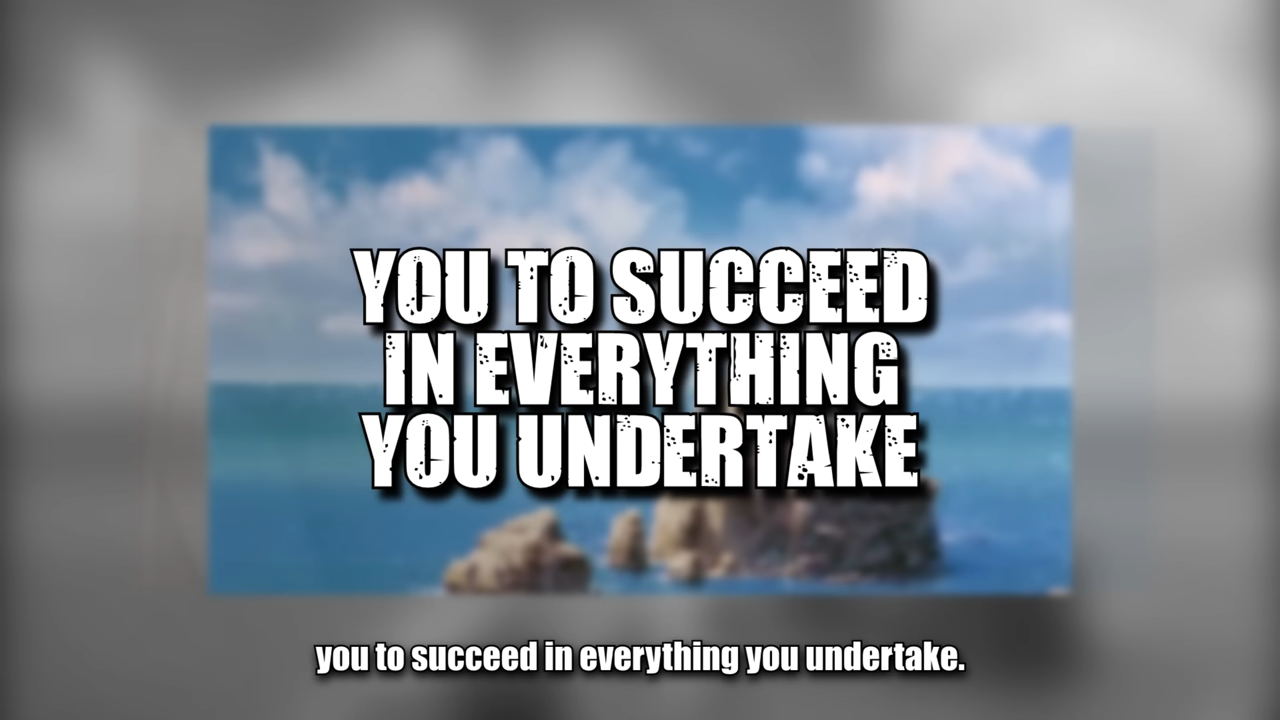 YOU TO SUCCEED
IN EVERYTHING
YOU UNDERTAKE
you to succeed in everything you undertake.